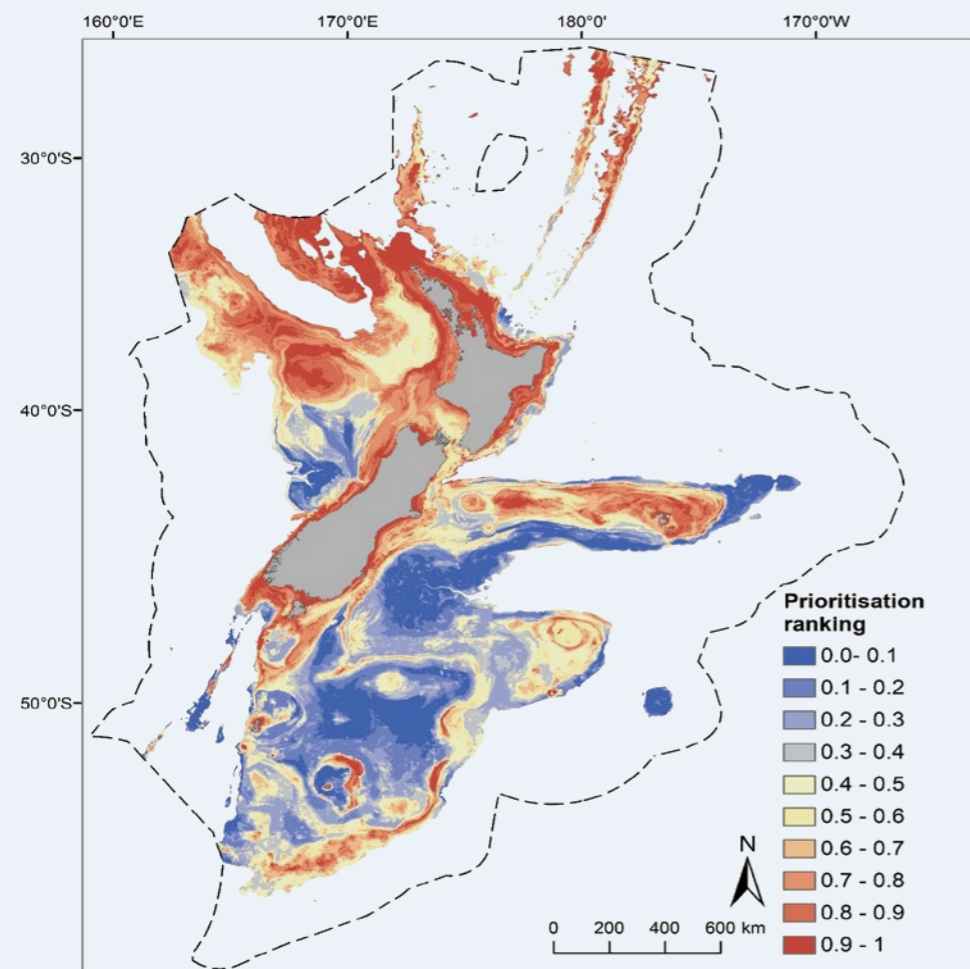 160°0'E 170°0'E 180°0' 170°0'W
30°0'S
40°0'S
50°0'S
Prioritisation
ranking
0.0- 0.1
0.1 - 0.2
0.2 - 0.3
0.3 - 0.4
0.4 - 0.5
0.5 - 0.6
0.6 - 0.7
0.7 - 0.8
0.8 - 0.9
0.9 - 1
N
0 200 400 600 km